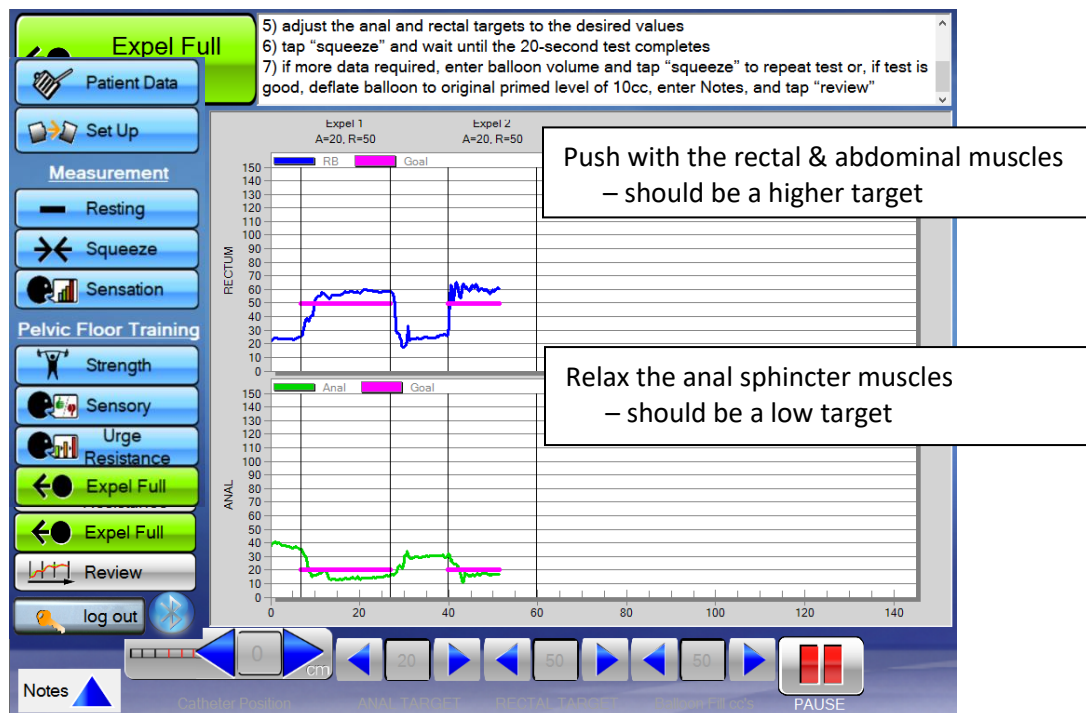 Expel Full
5) adjust the anal and rectal targets to the desired values
6) tap “squeeze” and wait until the 20-second test completes
7) if more data required, enter balloon volume and tap “squeeze” to repeat test or, if test is
good, deflate balloon to original primed level of 10cc, enter Notes, and tap “review”
Patient Data
Set Up
Measurement
Resting
Squeeze
Sensation
Pelvic Floor Training
Strength
Sensory
Urge
Resistance
Expel Full
Expel Full
Review
log out
Notes
Expel 1
A=20, R=50
Expel 2
A=20, R=50
RB
Goal
RECTUM
150
140
130
120
110
100
90
80
70
60
50
40
30
20
10
0
Push with the rectal & abdominal muscles
– should be a higher target
Anal
Goal
ANAL
150
140
130
120
110
100
90
80
70
60
50
40
30
20
10
0
Relax the anal sphincter muscles
– should be a low target
0 20 40 60 80 100 120 140
0
cm
20
50
50
Catheter Position
ANAL TARGET
RECTAL TARGET
Balloon Fill cc's
PAUSE